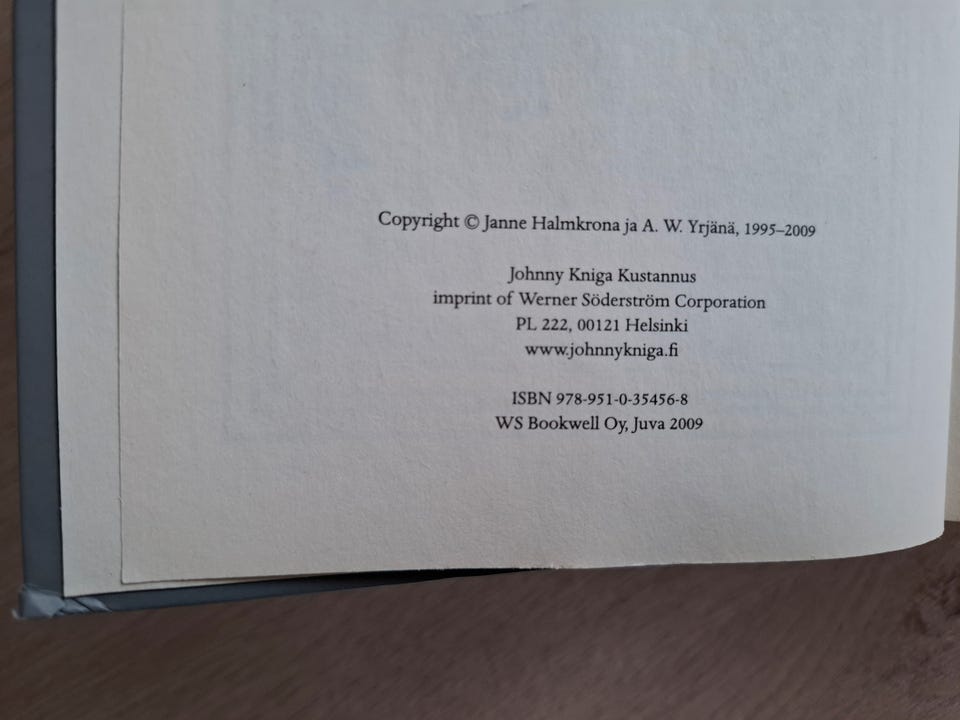 Copyright © Janne Halmkrona ja A. W. Yrjänä, 1995–2009
Johnny Kniga Kustannus
imprint of Werner Söderström Corporation
PL 222, 00121 Helsinki
www.johnnykniga.fi
ISBN 978-951-0-35456-8
WS Bookwell Oy, Juva 2009